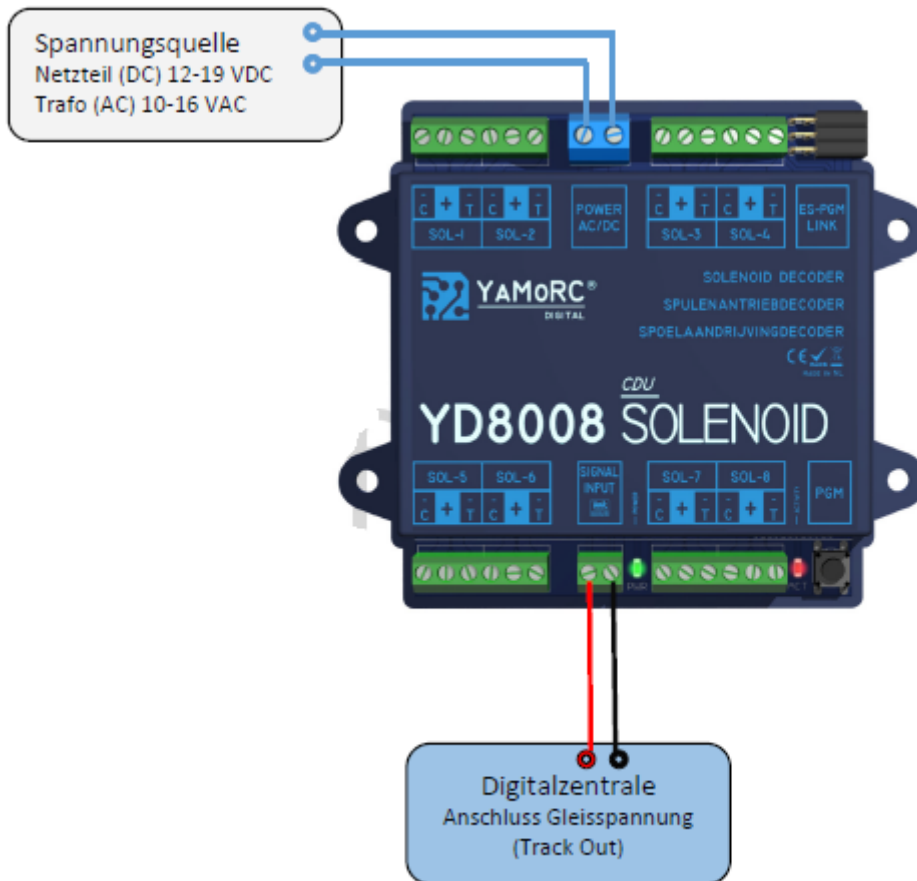 Spannungsquelle
Netzteil (DC) 12-19 VDC
Trafo (AC) 10-16 VAC
- + - - + -
C T C T
SOL-1 SOL-2
POWER
AC/DC
- + - - + -
C T C T
SOL-3 SOL-4
ES-PGM
LINK
YAMORC®
DIGITAL
SOLENOID DECODER
SPULENANTRIEBDECODER
SPOELAANDRIJVINGDECODER
CE
MADE IN NL
CDU
YD8008 SOLENOID
SOL-5 SOL-6
- + - - + -
C T C T
SIGNAL
INPUT
SOL-7 SOL-8
- + - - + -
C T C T
PGM
PWR
Digitalzentrale
Anschluss Gleisspannung
(Track Out)